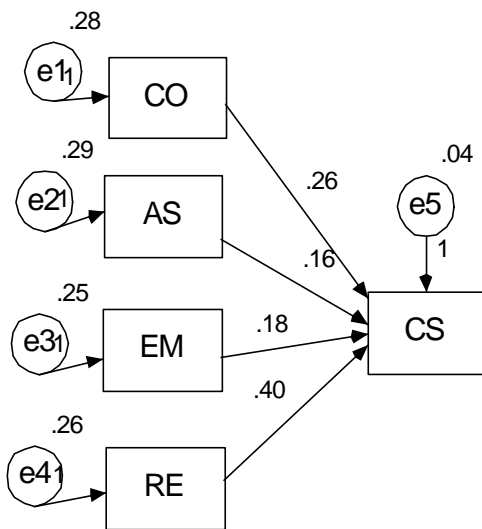 .28
e1 1
CO
.29
.04
.26
e2 1
AS
e5
.16
1
.25
e3 1
EM
.18
CS
.40
.26
e4 1
RE